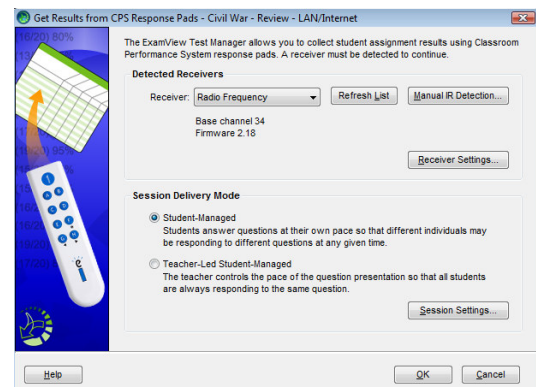 Get Results from CPS Response Pads - Civil War - Review - LAN/Internet
The ExamView Test Manager allows you to collect student assignment results using Classroom
Performance System response pads. A receiver must be detected to continue.
Detected Receivers
Receiver: Radio Frequency Refresh List Manual IR Detection...
Base channel 34
Firmware 2.18
Receiver Settings...
Session Delivery Mode
Student-Managed
Students answer questions at their own pace so that different individuals may
be responding to different questions at any given time.
Teacher-Led Student-Managed
The teacher controls the pace of the question presentation so that all students
are always responding to the same question.
Session Settings...
Help OK Cancel